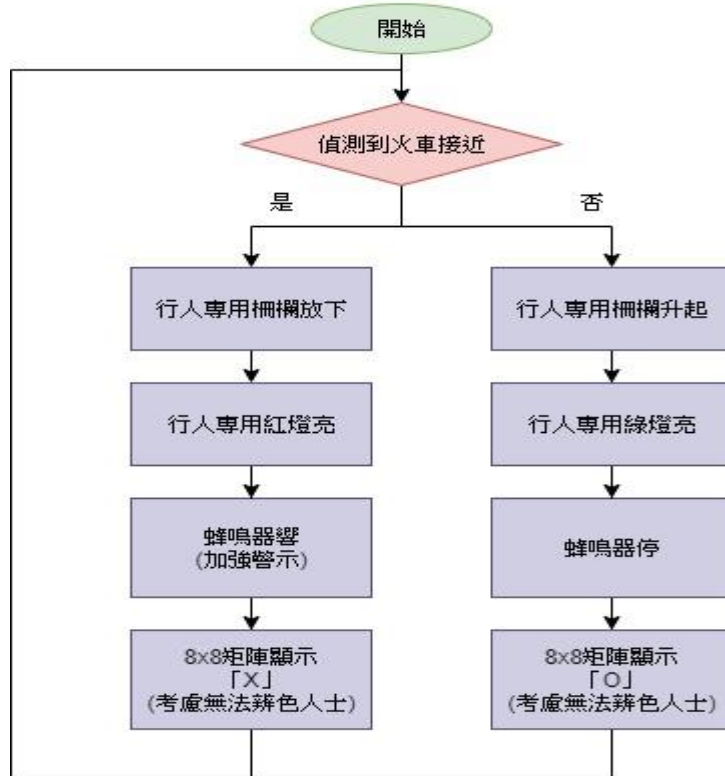 開始
偵測到火車接近
是
否
行人專用柵欄放下
行人專用柵欄升起
行人專用紅燈亮
行人專用綠燈亮
蜂鳴器響
(加強警示)
蜂鳴器停
8x8矩陣顯示
「X」
(考慮無法辨色人士)
8x8矩陣顯示
「O」
(考慮無法辨色人士)